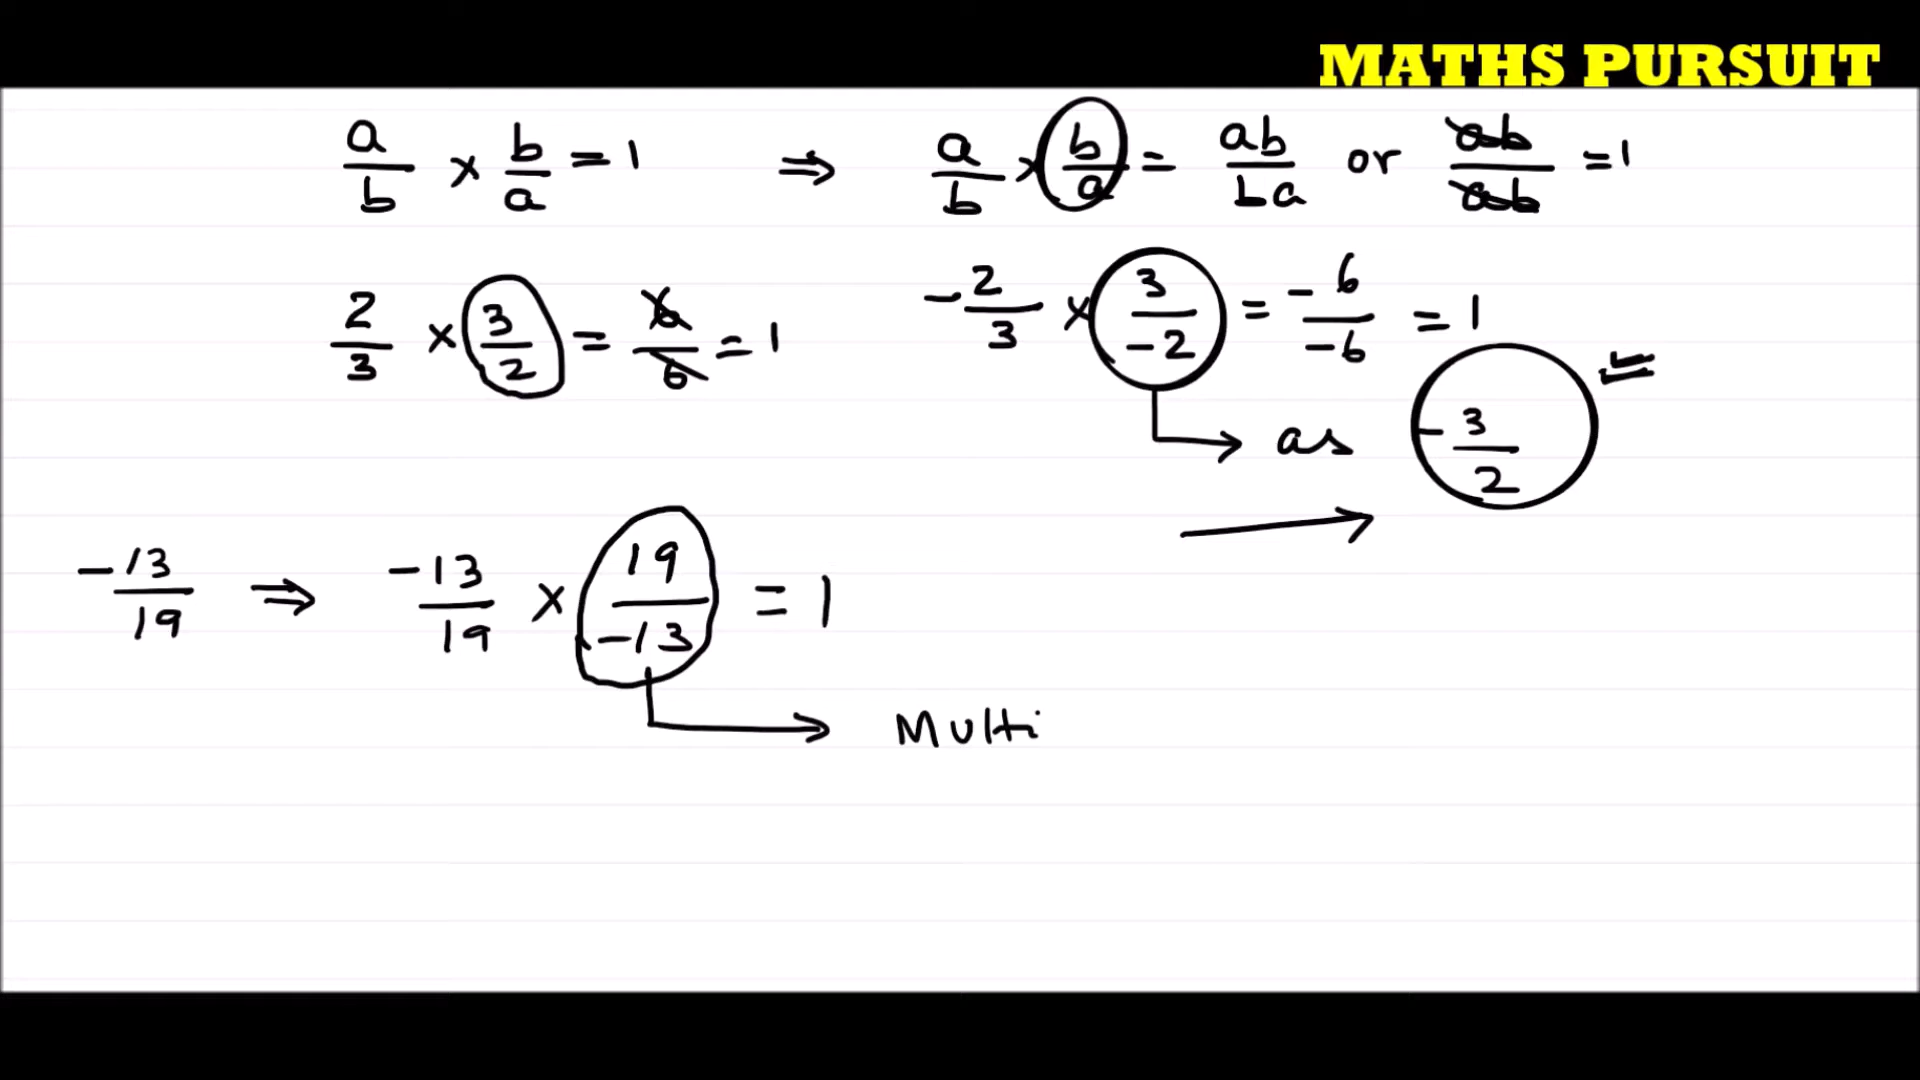 MATHS PURSUIT
a/b × b/a = 1 ⇒ a/b × b/a = ab/ba or ab/ab = 1
2/3 × 3/2 = 6/6 = 1
-2/3 × 3/-2 = -6/-6 = 1
→ as -3/2
-13/19 ⇒ -13/19 × 19/-13 = 1
→ Multi